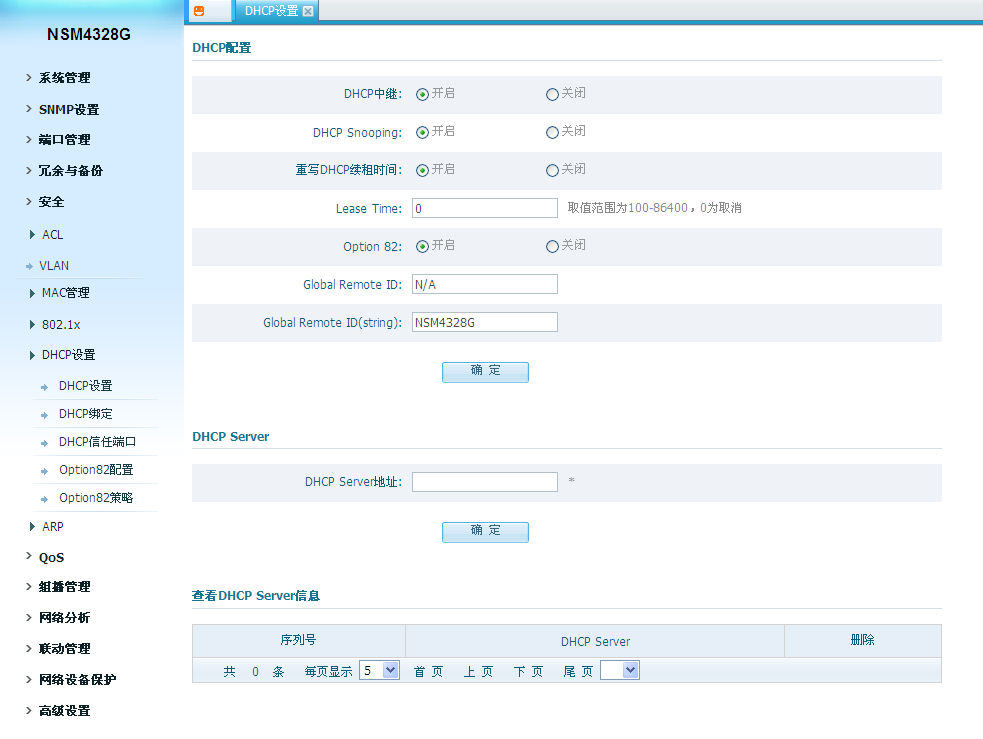 NSM4328G
系统管理
SNMP设置
端口管理
冗余与备份
安全
ACL
VLAN
MAC管理
802.1x
DHCP设置
DHCP设置
DHCP绑定
DHCP信任端口
Option82配置
Option82策略
ARP
QoS
组播管理
网络分析
联动管理
网络设备保护
高级设置
DHCP设置
DHCP配置
DHCP中继: 开启 关闭
DHCP Snooping: 开启 关闭
重写DHCP续租时间: 开启 关闭
Lease Time: 0 取值范围为100-86400，0为取消
Option 82: 开启 关闭
Global Remote ID: N/A
Global Remote ID(string): NSM4328G
确 定
DHCP Server
DHCP Server地址: *
确 定
查看DHCP Server信息
序列号 DHCP Server 删除
共 0 条 每页显示 5 首 页 上 页 下 页 尾 页